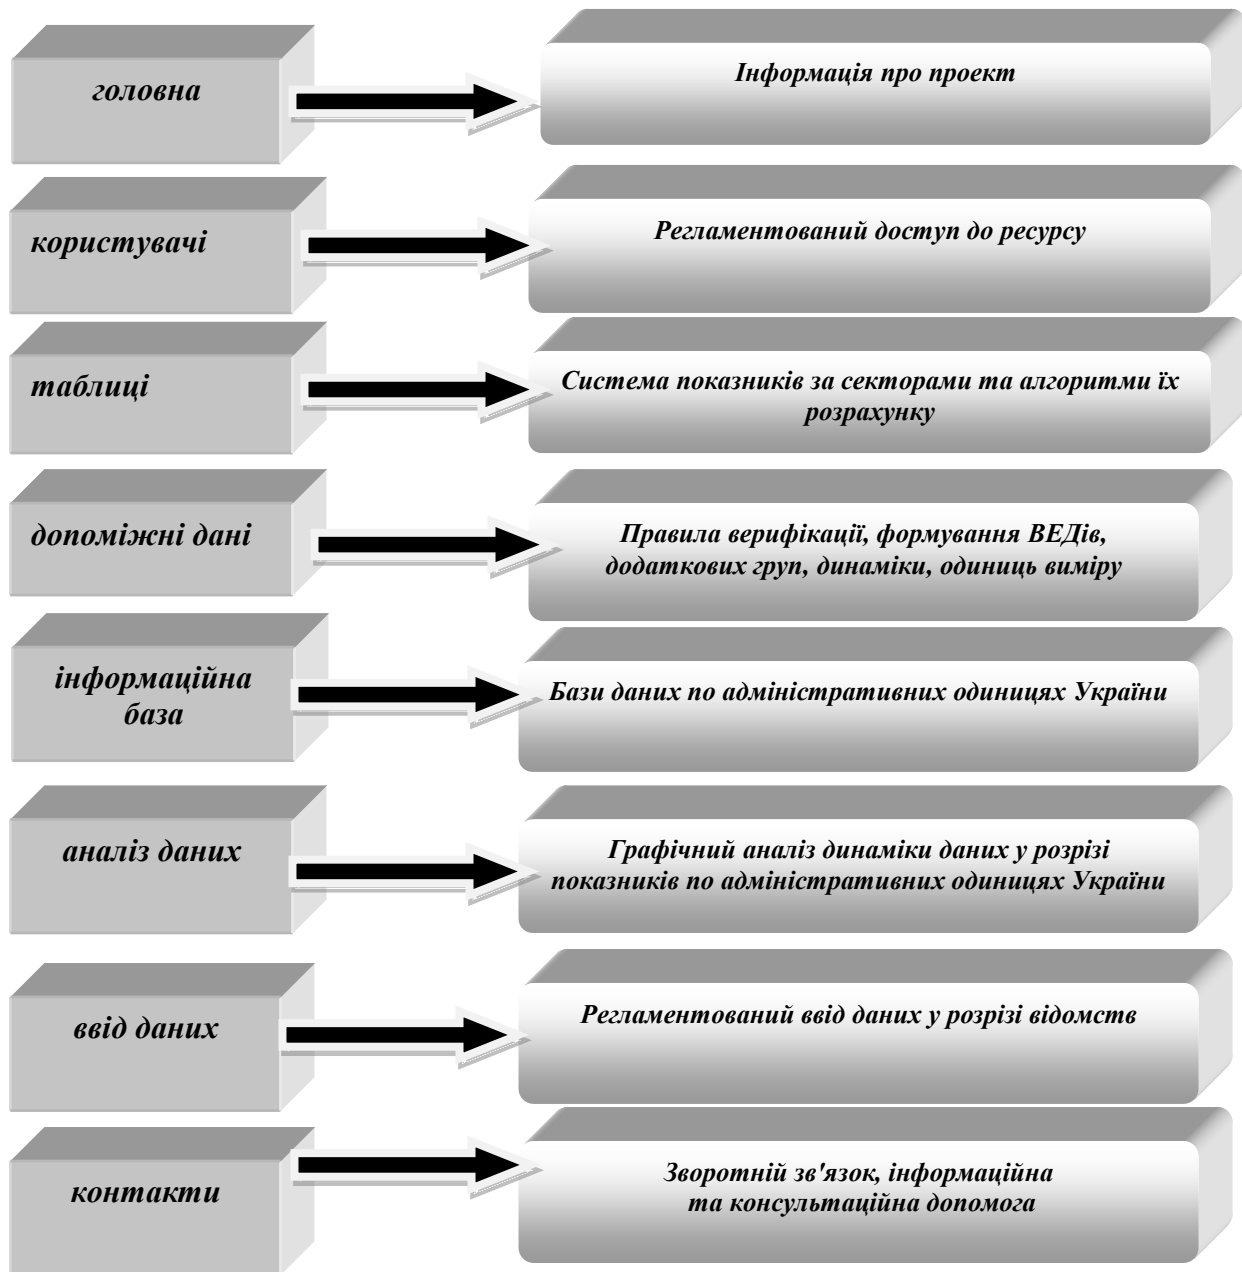 головна
Інформація про проект
користувачі
Регламентований доступ до ресурсу
таблиці
Система показників за секторами та алгоритми їх
розрахунку
допоміжні дані
Правила верифікації, формування ВЕДів,
додаткових груп, динаміки, одиниць виміру
інформаційна
база
Бази даних по адміністративних одиницях України
аналіз даних
Графічний аналіз динаміки даних у розрізі
показників по адміністративних одиницях України
ввід даних
Регламентований ввід даних у розрізі відомств
контакти
Зворотній зв'язок, інформаційна
та консультаційна допомога